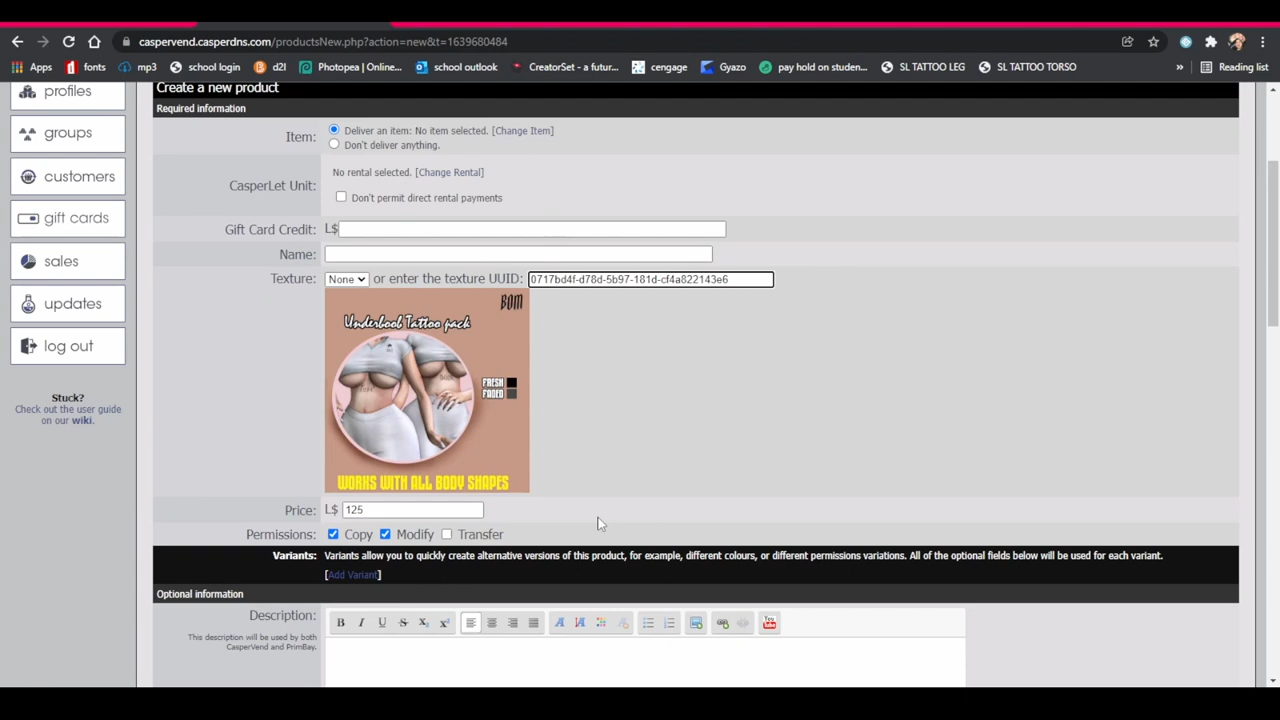 caspervend.casperdns.com/productsNew.php?action=new&t=1639680484
Apps fonts mp3 school login d2l Photopea | Online... school outlook CreatorSet - a futur... cengage Gyazo pay hold on studen... SL TATTOO LEG SL TATTOO TORSO » Reading list
profiles
groups
customers
gift cards
sales
updates
log out
Stuck?
Check out the user guide
on our wiki.
Create a new product
Required information
Item: Deliver an item: No item selected. [Change Item]
Don't deliver anything.
CasperLet Unit: No rental selected. [Change Rental]
Don't permit direct rental payments
Gift Card Credit: L$
Name:
Texture: None or enter the texture UUID: 0717bd4f-d78d-5b97-181d-cf4a822143e6
BOM
Underboob Tattoo pack
FRESH
FADED
WORKS WITH ALL BODY SHAPES
Price: L$ 125
Permissions: Copy Modify Transfer
Variants: Variants allow you to quickly create alternative versions of this product, for example, different colours, or different permissions variations. All of the optional fields below will be used for each variant.
[Add Variant]
Optional information
Description:
This description will be used by both
CasperVend and PrimBay.
B I U S X₂ X² A A You Tube